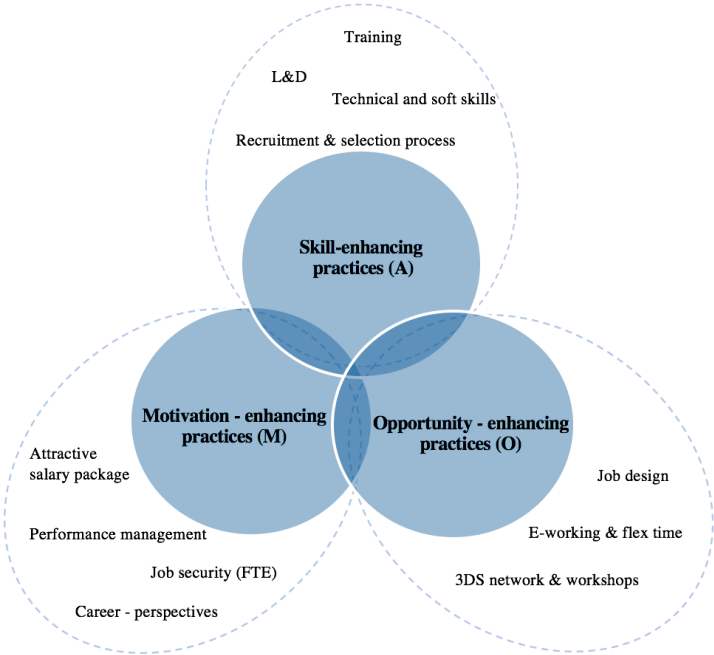 Training
L&D
Technical and soft skills
Recruitment & selection process
Skill-enhancing
practices (A)
Motivation - enhancing
practices (M)
Opportunity - enhancing
practices (O)
Attractive
salary package
Performance management
Job security (FTE)
Career - perspectives
Job design
E-working & flex time
3DS network & workshops